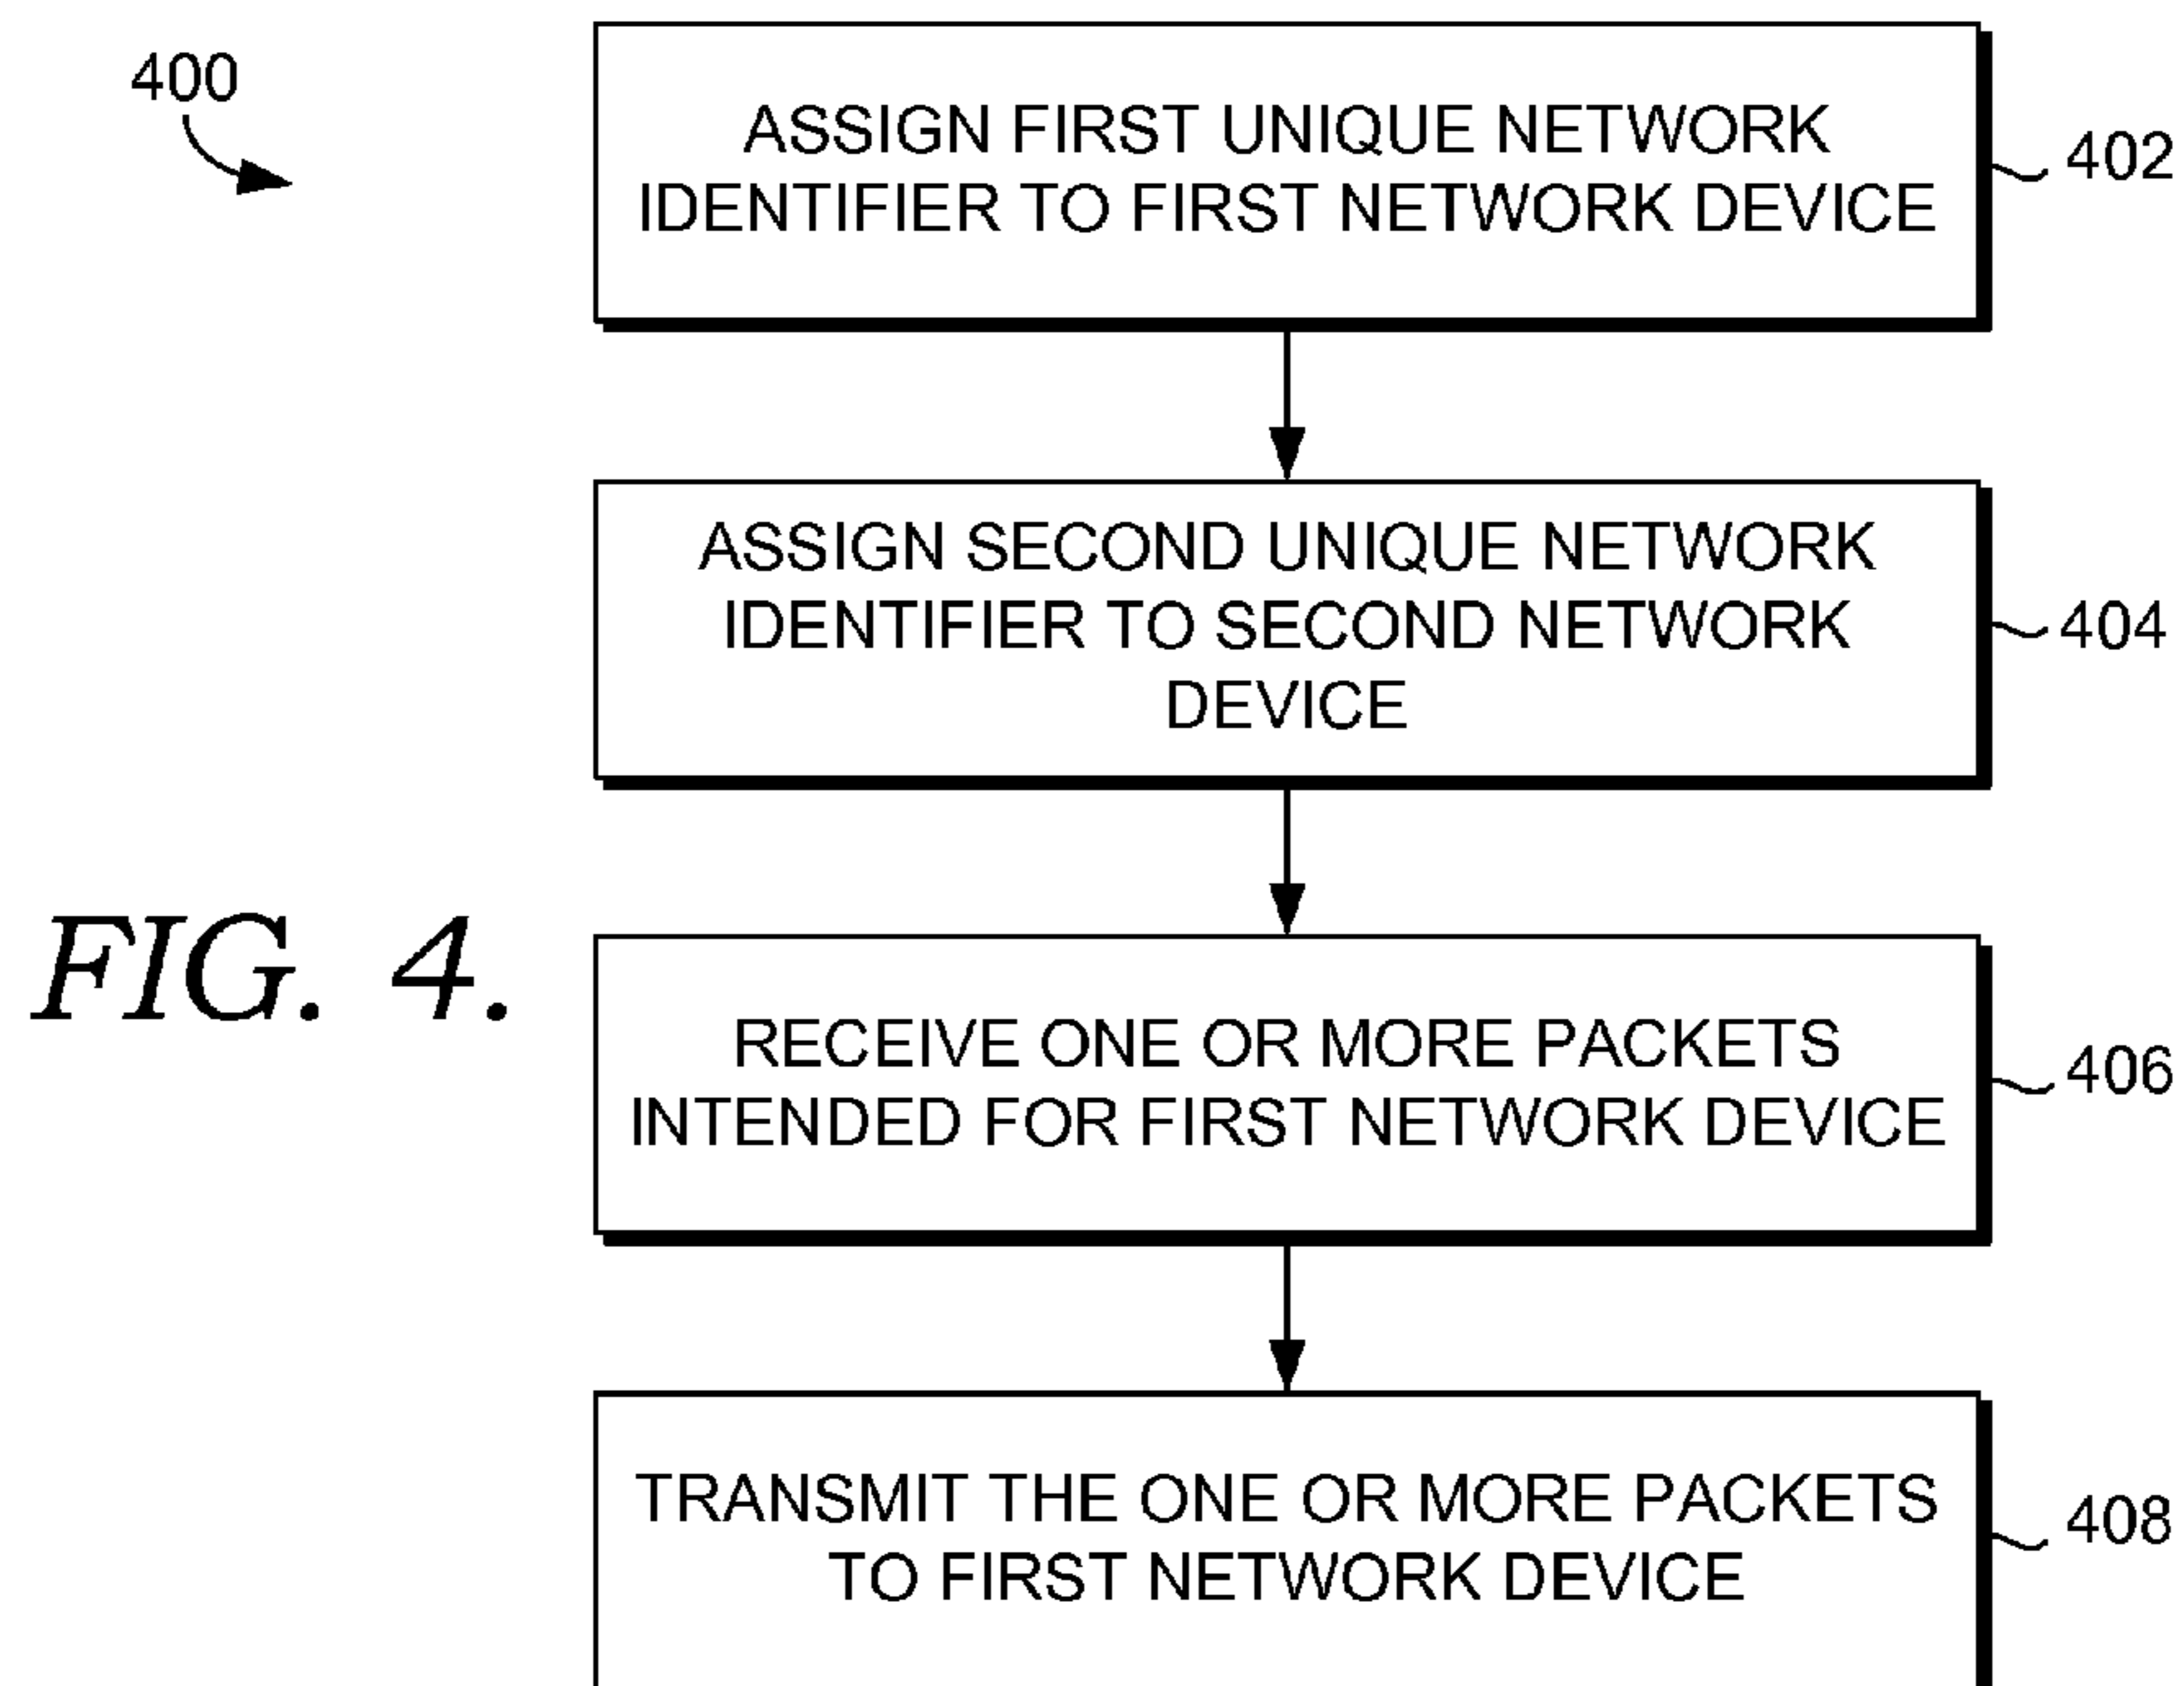 400
ASSIGN FIRST UNIQUE NETWORK
IDENTIFIER TO FIRST NETWORK DEVICE
402
ASSIGN SECOND UNIQUE NETWORK
IDENTIFIER TO SECOND NETWORK
DEVICE
404
FIG. 4.
RECEIVE ONE OR MORE PACKETS
INTENDED FOR FIRST NETWORK DEVICE
406
TRANSMIT THE ONE OR MORE PACKETS
TO FIRST NETWORK DEVICE
408